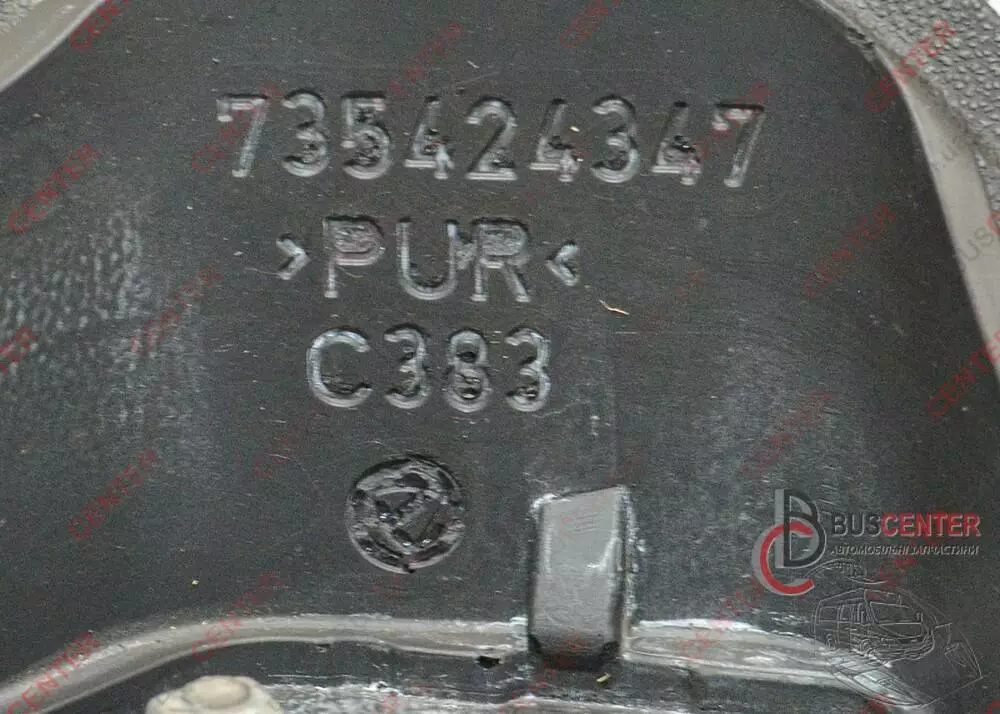 735424347
>PUR<
C383
BUSCENTER
АВТОМОБІЛЬНІ ЗАПЧАСТИНИ